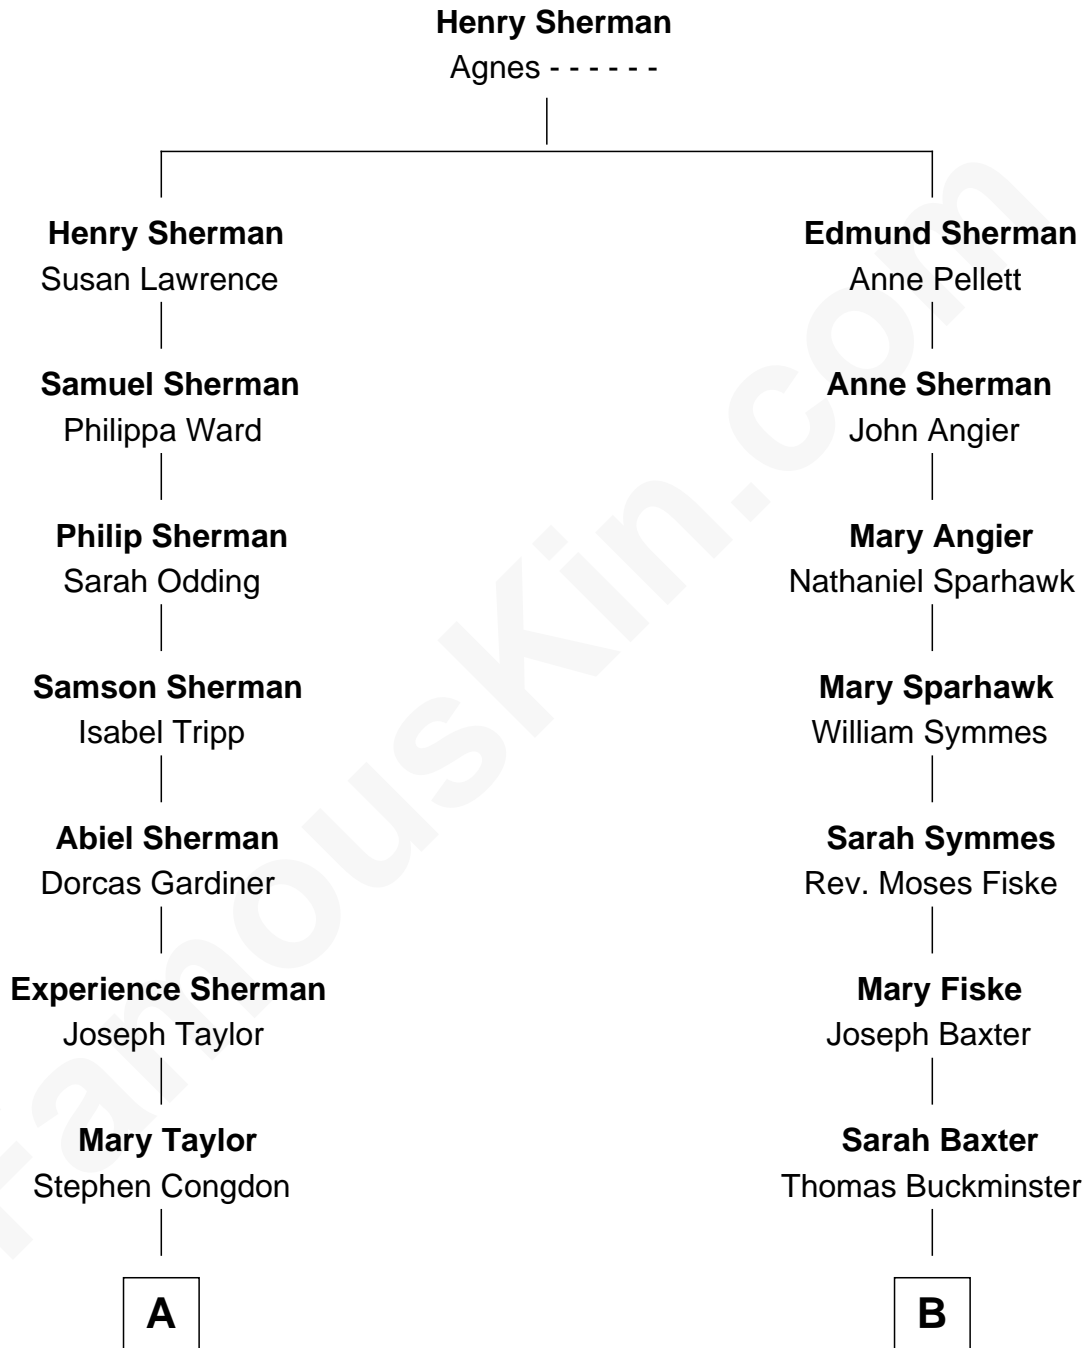 Henry Sherman
Agnes - - - - - -
Henry Sherman
Susan Lawrence
Samuel Sherman
Philippa Ward
Philip Sherman
Sarah Odding
Samson Sherman
Isabel Tripp
Abiel Sherman
Dorcas Gardiner
Experience Sherman
Joseph Taylor
Mary Taylor
Stephen Congdon
A
Edmund Sherman
Anne Pellett
Anne Sherman
John Angier
Mary Angier
Nathaniel Sparhawk
Mary Sparhawk
William Symmes
Sarah Symmes
Rev. Moses Fiske
Mary Fiske
Joseph Baxter
Sarah Baxter
Thomas Buckminster
B
FamousKin.com